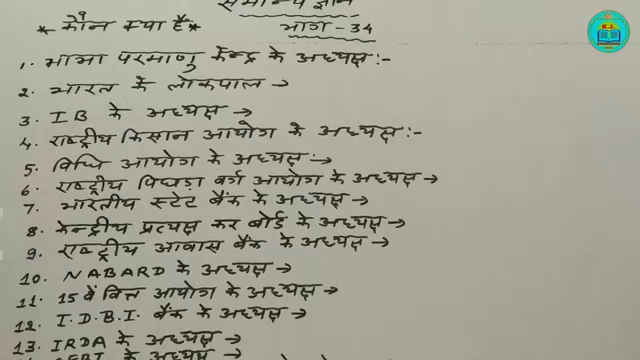 सामान्य ज्ञान
* कौन क्या है *
भाग - 34
1. भाभा परमाणु केन्द्र के अध्यक्ष :-
2. भारत के लोकपाल →
3. IB के अध्यक्ष →
4. राष्ट्रीय किसान आयोग के अध्यक्ष :-
5. विधि आयोग के अध्यक्ष :→
6. राष्ट्रीय पिछड़ा वर्ग आयोग के अध्यक्ष →
7. भारतीय स्टेट बैंक के अध्यक्ष →
8. केन्द्रीय प्रत्यक्ष कर बोर्ड के अध्यक्ष →
9. राष्ट्रीय आवास बैंक के अध्यक्ष →
10. NABARD के अध्यक्ष →
11. 15 वें वित्त आयोग के अध्यक्ष →
12. I.D.B.I. बैंक के अध्यक्ष →
13. IRDA के अध्यक्ष →
SEBI के अध्यक्ष →